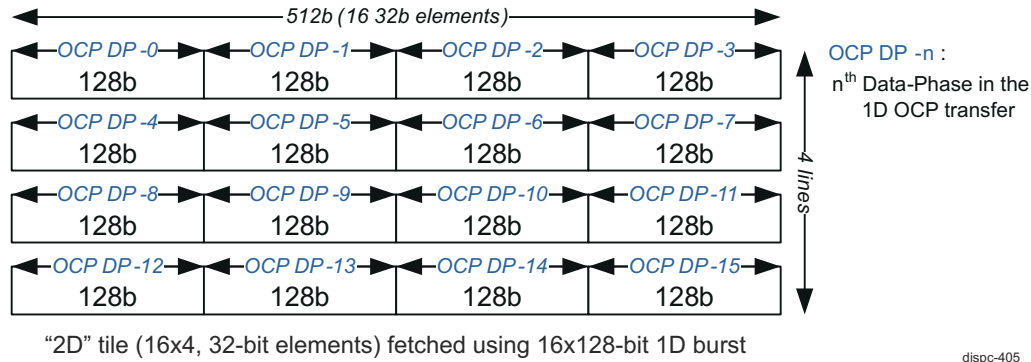 512b (16 32b elements)
OCP DP -0 OCP DP -1 OCP DP -2 OCP DP -3
128b 128b 128b 128b
OCP DP -4 OCP DP -5 OCP DP -6 OCP DP -7
128b 128b 128b 128b
OCP DP -8 OCP DP -9 OCP DP -10 OCP DP -11
128b 128b 128b 128b
OCP DP -12 OCP DP -13 OCP DP -14 OCP DP -15
128b 128b 128b 128b
4 lines
OCP DP -n :
nth Data-Phase in the
1D OCP transfer
“2D” tile (16x4, 32-bit elements) fetched using 16x128-bit 1D burst
dispc-405